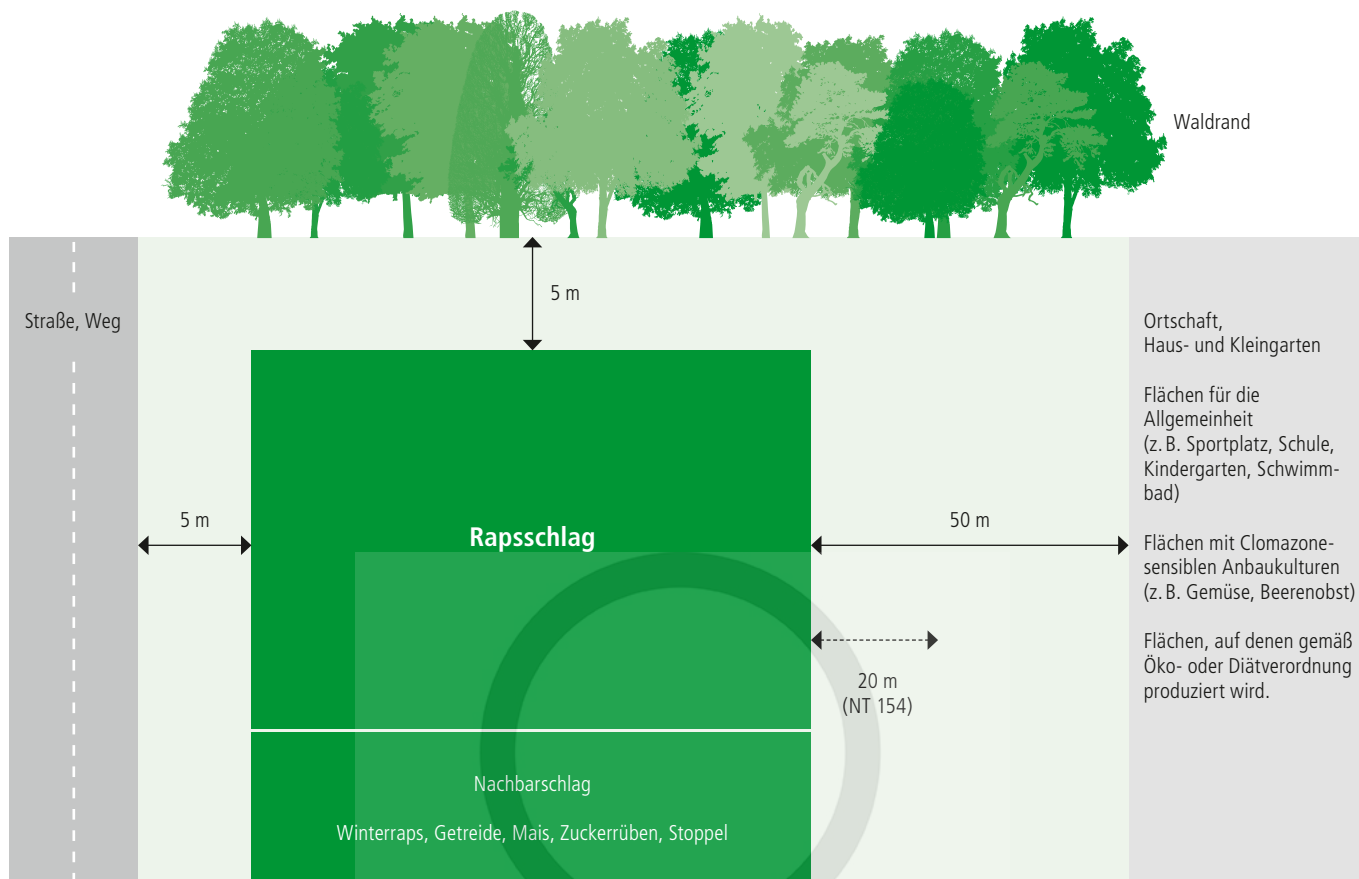 Waldrand
5 m
Straße, Weg
Ortschaft,
Haus- und Kleingarten
Flächen für die
Allgemeinheit
(z. B. Sportplatz, Schule,
Kindergarten, Schwimm-
bad)
5 m
Rapsschlag
50 m
Flächen mit Clomazone-
sensiblen Anbaukulturen
(z. B. Gemüse, Beerenobst)
20 m
(NT 154)
Flächen, auf denen gemäß
Öko- oder Diätverordnung
produziert wird.
Nachbarschlag
Winterraps, Getreide, Mais, Zuckerrüben, Stoppel